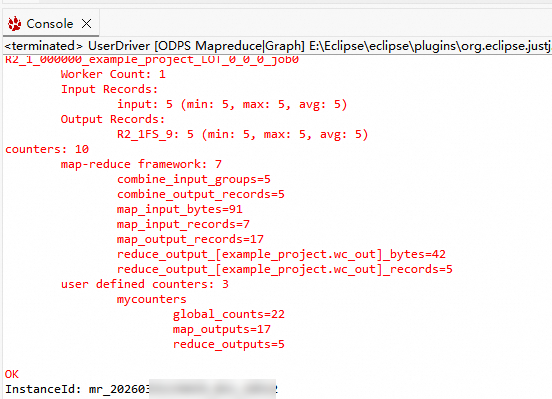 Console
<terminated> UserDriver [ODPS Mapreduce|Graph] E:\Eclipse\eclipse\plugins\org.eclipse.justj
R2_1_000000_example_project_LOT_0_0_0_job0
Worker Count: 1
Input Records:
input: 5 (min: 5, max: 5, avg: 5)
Output Records:
R2_1FS_9: 5 (min: 5, max: 5, avg: 5)
counters: 10
map-reduce framework: 7
combine_input_groups=5
combine_output_records=5
map_input_bytes=91
map_input_records=7
map_output_records=17
reduce_output_[example_project.wc_out]_bytes=42
reduce_output_[example_project.wc_out]_records=5
user defined counters: 3
mycounters
global_counts=22
map_outputs=17
reduce_outputs=5
OK
InstanceId: mr_20260